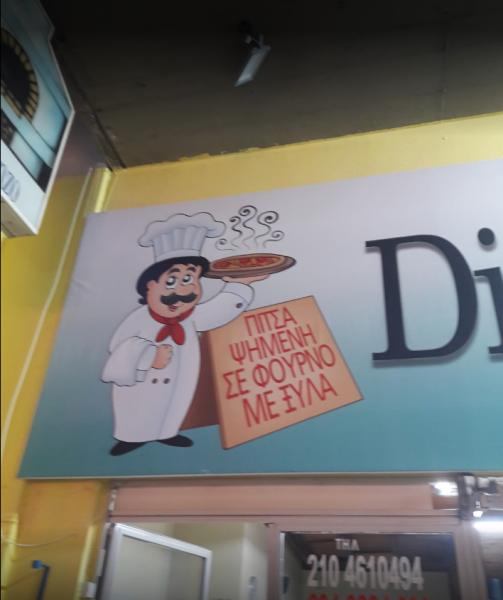 ΠΙΤΣΑ
ΨΗΜΕΝΗ
ΣΕ ΦΟΥΡΝΟ
ΜΕ ΞΥΛΑ
Di
ΤΗΛ
210 4610494